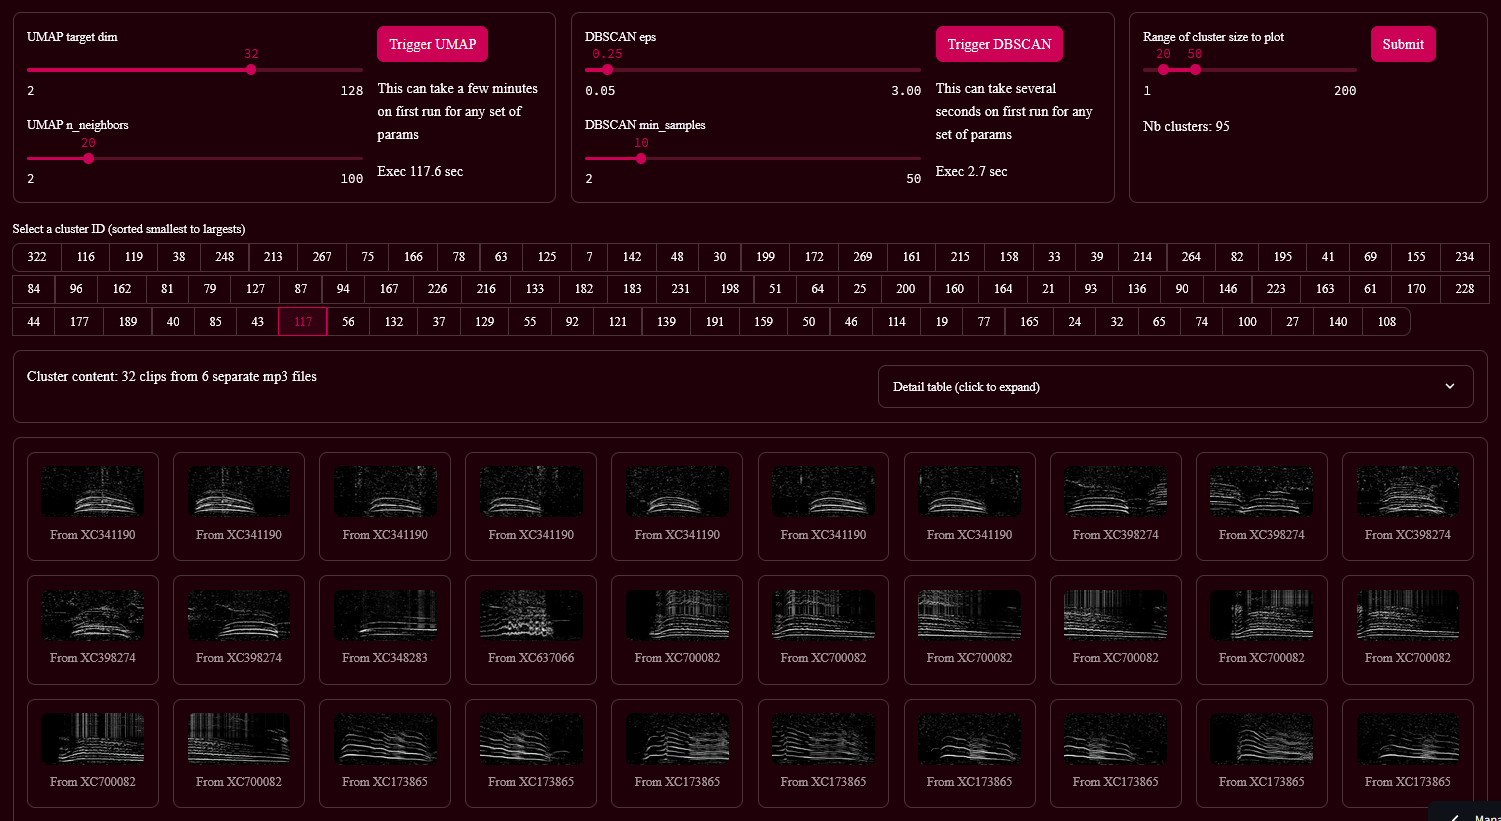 UMAP target dim
32
2 128
UMAP n_neighbors
20
2 100
Trigger UMAP
This can take a few minutes
on first run for any set of
params
Exec 117.6 sec
DBSCAN eps
0.25
0.05 3.00
DBSCAN min_samples
10
2 50
Trigger DBSCAN
This can take several
seconds on first run for any
set of params
Exec 2.7 sec
Range of cluster size to plot
20 50
1 200
Submit
Nb clusters: 95
Select a cluster ID (sorted smallest to largests)
322 116 119 38 248 213 267 75 166 78 63 125 7 142 48 30 199 172 269 161 215 158 33 39 214 264 82 195 41 69 155 234
84 96 162 81 79 127 87 94 167 226 216 133 182 183 231 198 51 64 25 200 160 164 21 93 136 90 146 223 163 61 170 228
44 177 189 40 85 43 117 56 132 37 129 55 92 121 139 191 159 50 46 114 19 77 165 24 32 65 74 100 27 140 108
Cluster content: 32 clips from 6 separate mp3 files
Detail table (click to expand)
From XC341190 From XC341190 From XC341190 From XC341190 From XC341190 From XC341190 From XC341190 From XC398274 From XC398274 From XC398274
From XC398274 From XC398274 From XC348283 From XC637066 From XC700082 From XC700082 From XC700082 From XC700082 From XC700082 From XC700082
From XC700082 From XC700082 From XC173865 From XC173865 From XC173865 From XC173865 From XC173865 From XC173865 From XC173865 From XC173865